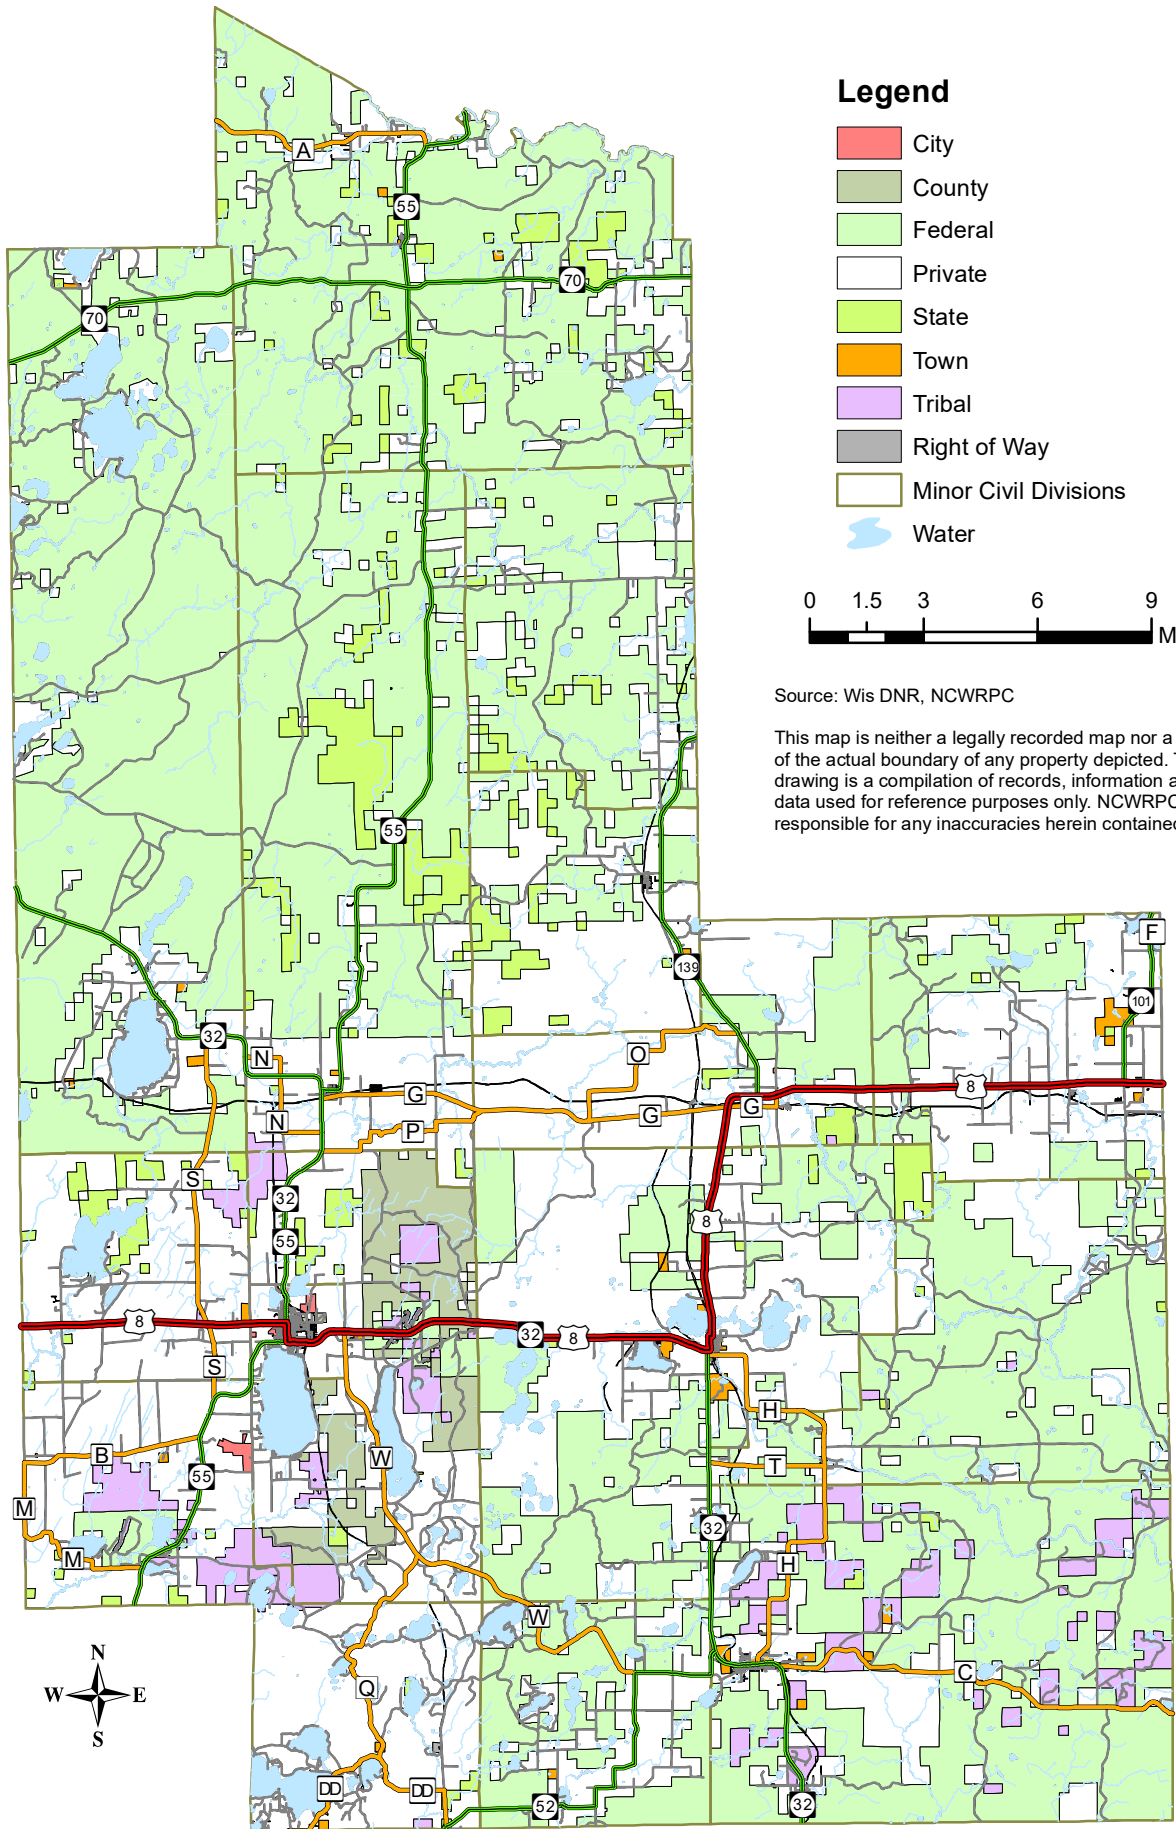 Legend
City
County
Federal
Private
State
Town
Tribal
Right of Way
Minor Civil Divisions
Water
0 1.5 3 6 9
M
Source: Wis DNR, NCWRPC
This map is neither a legally recorded map nor a
of the actual boundary of any property depicted.
drawing is a compilation of records, information a
data used for reference purposes only. NCWRPC
responsible for any inaccuracies herein contained
A
55
70
70
55
F
139
101
32
N
O
8
G
G
G
N
P
S
32
8
55
8
32
8
S
H
B
W
T
55
M
32
M
H
W
N
W E
S
C
Q
DD
DD
52
32